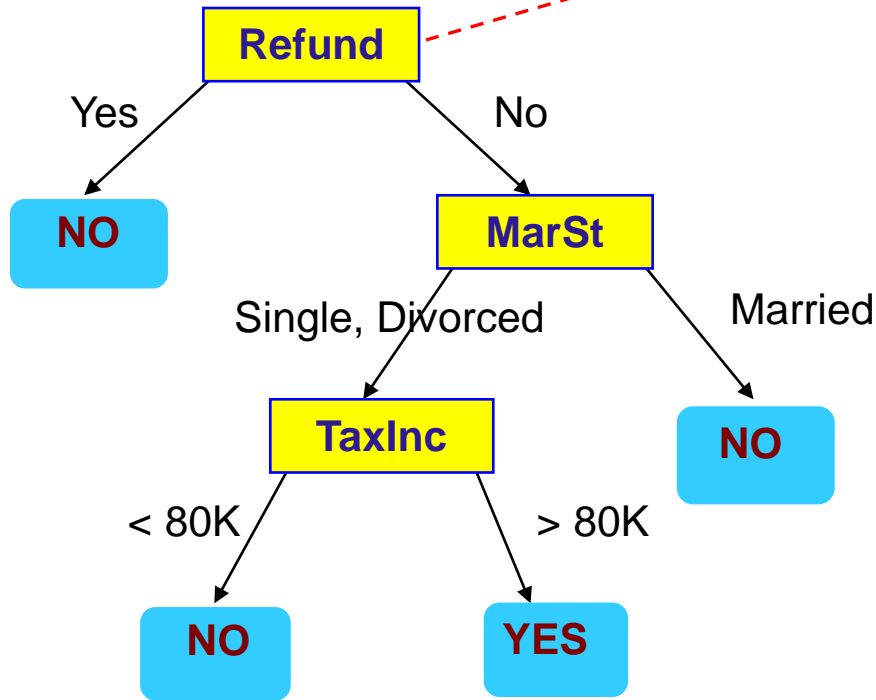 Refund
Yes
No
NO
MarSt
Single, Divorced
Married
TaxInc
NO
< 80K
> 80K
NO
YES